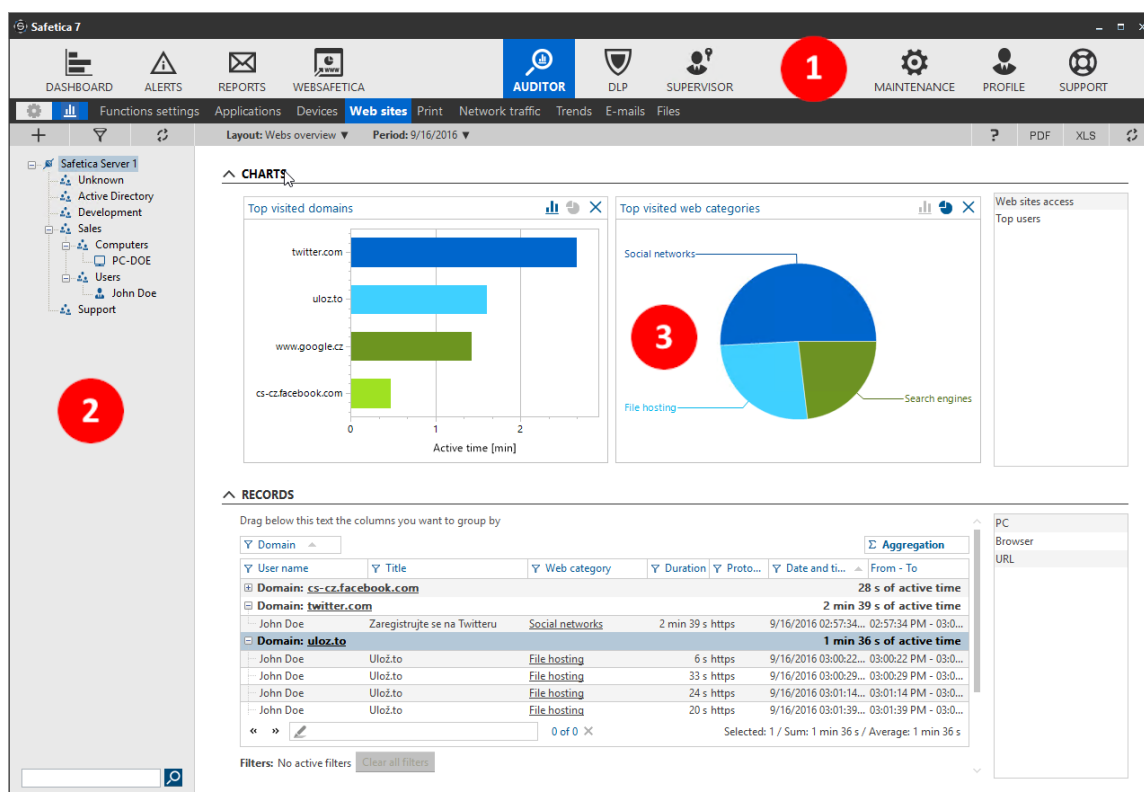 Safetica 7
DASHBOARD ALERTS REPORTS WEBSAFETICA AUDITOR DLP SUPERVISOR 1 MAINTENANCE PROFILE SUPPORT
Functions settings Applications Devices Web sites Print Network traffic Trends E-mails Files
Layout: Webs overview ▼ Period: 9/16/2016 ▼ ? PDF XLS
Safetica Server 1
Unknown
Active Directory
Development
Sales
Computers
PC-DOE
Users
John Doe
Support
2
CHARTS
Top visited domains
twitter.com
uloz.to
www.google.cz
cs-cz.facebook.com
0 1 2
Active time [min]
Top visited web categories
Social networks
3
File hosting
Search engines
Web sites access
Top users
RECORDS
Drag below this text the columns you want to group by
Domain
Σ Aggregation
User name Title Web category Duration Proto... Date and ti... From - To
Domain: cs-cz.facebook.com 28 s of active time
Domain: twitter.com 2 min 39 s of active time
John Doe Zaregistrujte se na Twitteru Social networks 2 min 39 s https 9/16/2016 02:57:34... 02:57:34 PM - 03:0...
Domain: uloz.to 1 min 36 s of active time
John Doe Ulož.to File hosting 6 s https 9/16/2016 03:00:22... 03:00:22 PM - 03:0...
John Doe Ulož.to File hosting 33 s https 9/16/2016 03:00:29... 03:00:29 PM - 03:0...
John Doe Ulož.to File hosting 24 s https 9/16/2016 03:01:14... 03:01:14 PM - 03:0...
John Doe Ulož.to File hosting 20 s https 9/16/2016 03:01:39... 03:01:39 PM - 03:0...
« » 0 of 0 Selected: 1 / Sum: 1 min 36 s / Average: 1 min 36 s
Filters: No active filters Clear all filters
PC
Browser
URL